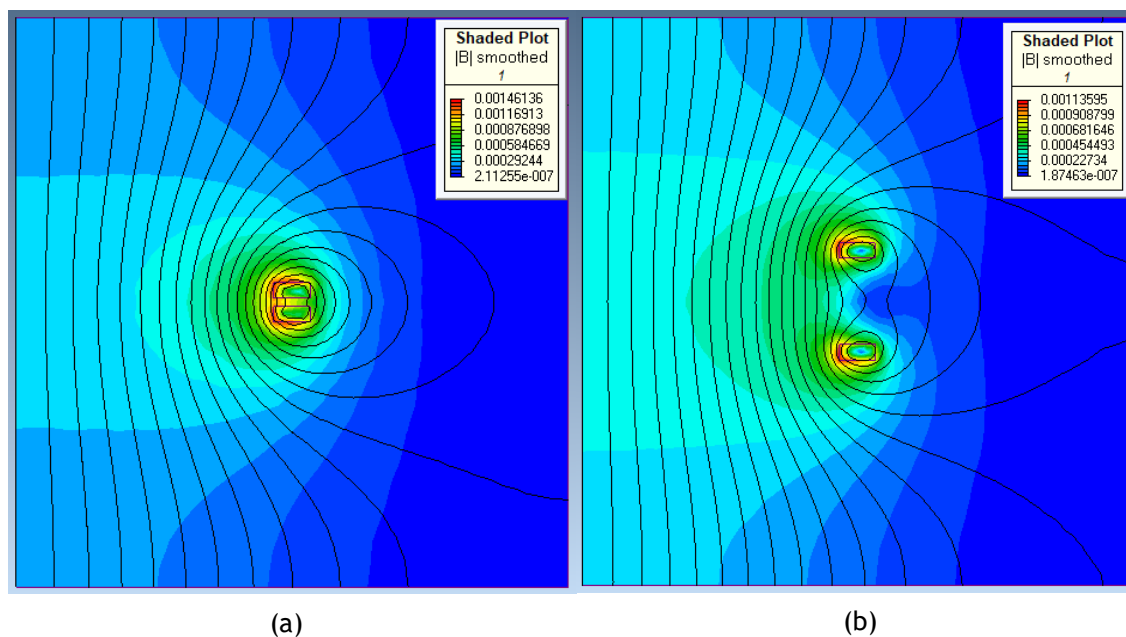 Shaded Plot
|B| smoothed
1
0.00146136
0.00116913
0.000876898
0.000584669
0.00029244
2.11255e-007
Shaded Plot
|B| smoothed
1
0.00113595
0.000908799
0.000681646
0.000454493
0.00022734
1.87463e-007
(a)
(b)